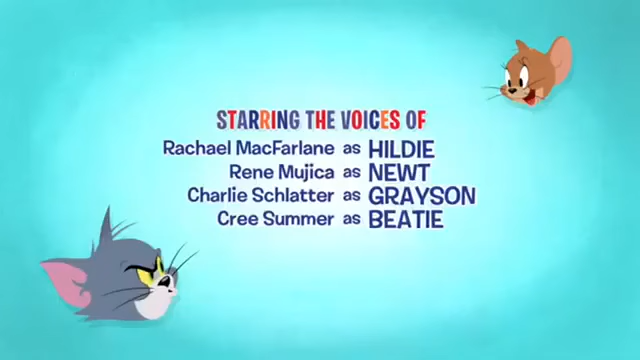 STARRING THE VOICES OF
Rachael MacFarlane as HILDIE
Rene Mujica as NEWT
Charlie Schlatter as GRAYSON
Cree Summer as BEATIE